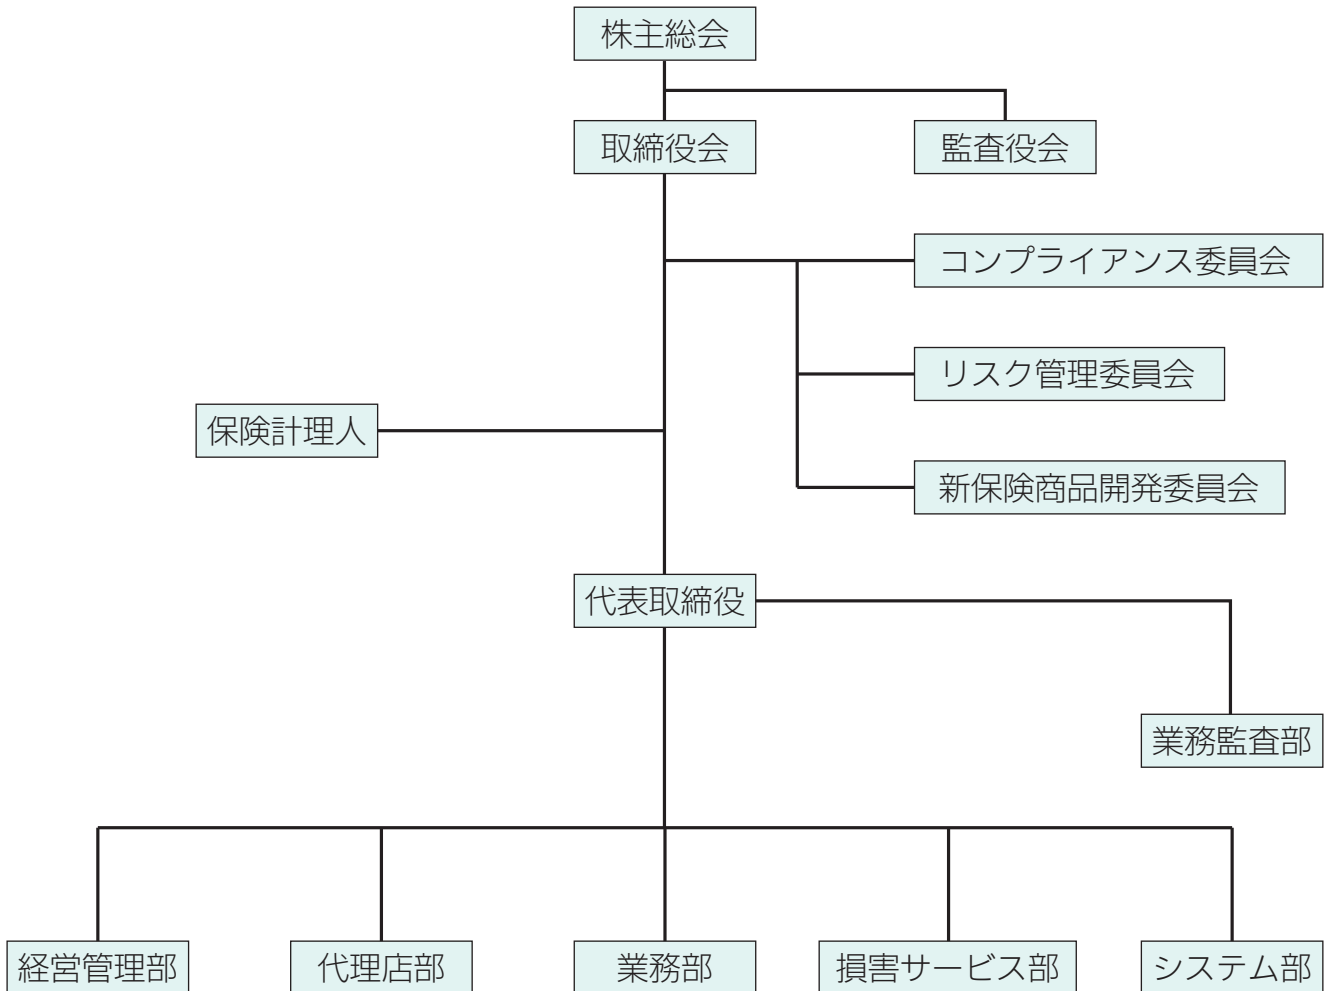 株主総会
取締役会
監査役会
コンプライアンス委員会
リスク管理委員会
保険計理人
新保険商品開発委員会
代表取締役
業務監査部
経営管理部
代理店部
業務部
損害サービス部
システム部